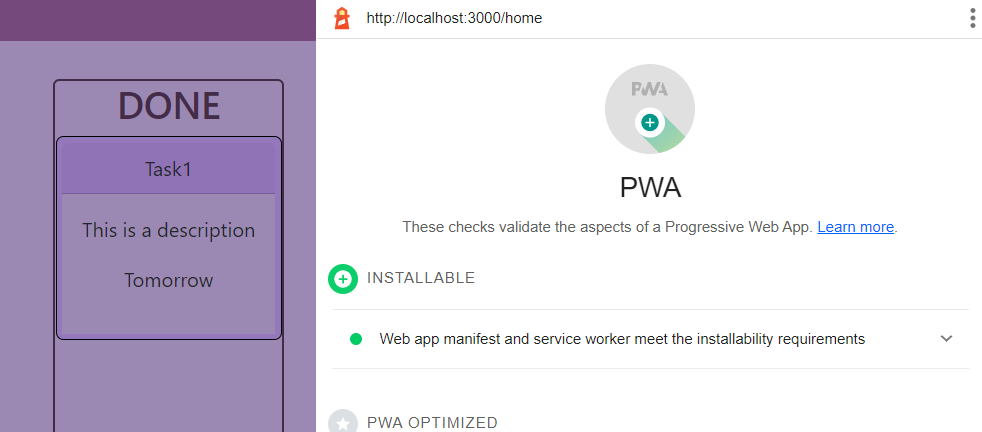 DONE
Task1
This is a description
Tomorrow
http://localhost:3000/home
PWA
PWA
These checks validate the aspects of a Progressive Web App. Learn more.
INSTALLABLE
Web app manifest and service worker meet the installability requirements
PWA OPTIMIZED